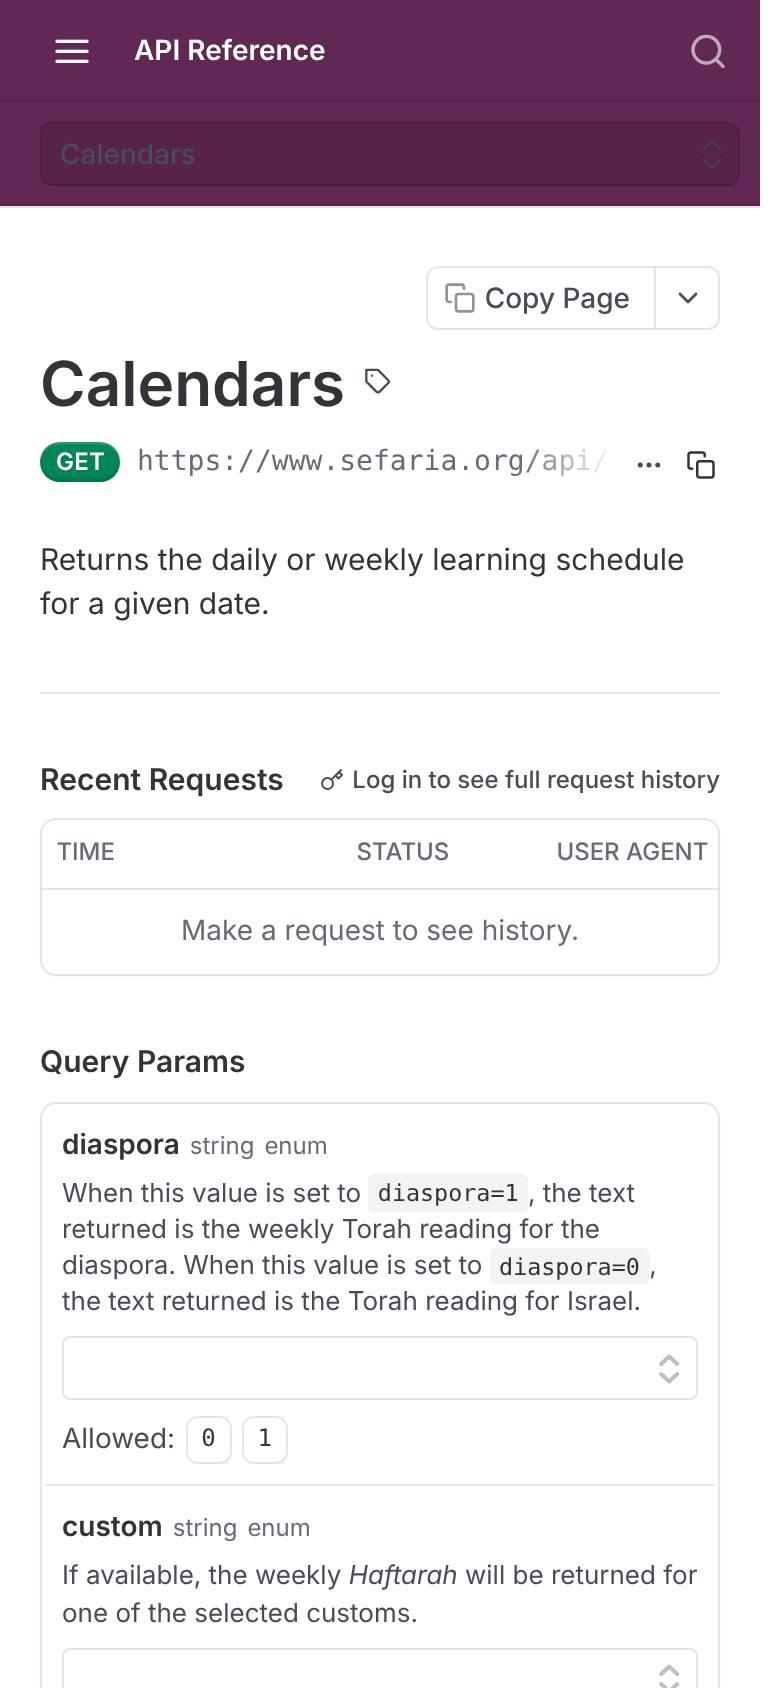 API Reference
Calendars
Copy Page
Calendars
GET https://www.sefaria.org/api/
Returns the daily or weekly learning schedule
for a given date.
Recent Requests Log in to see full request history
TIME STATUS USER AGENT
Make a request to see history.
Query Params
diaspora string enum
When this value is set to diaspora=1, the text
returned is the weekly Torah reading for the
diaspora. When this value is set to diaspora=0,
the text returned is the Torah reading for Israel.
Allowed: 0 1
custom string enum
If available, the weekly Haftarah will be returned for
one of the selected customs.